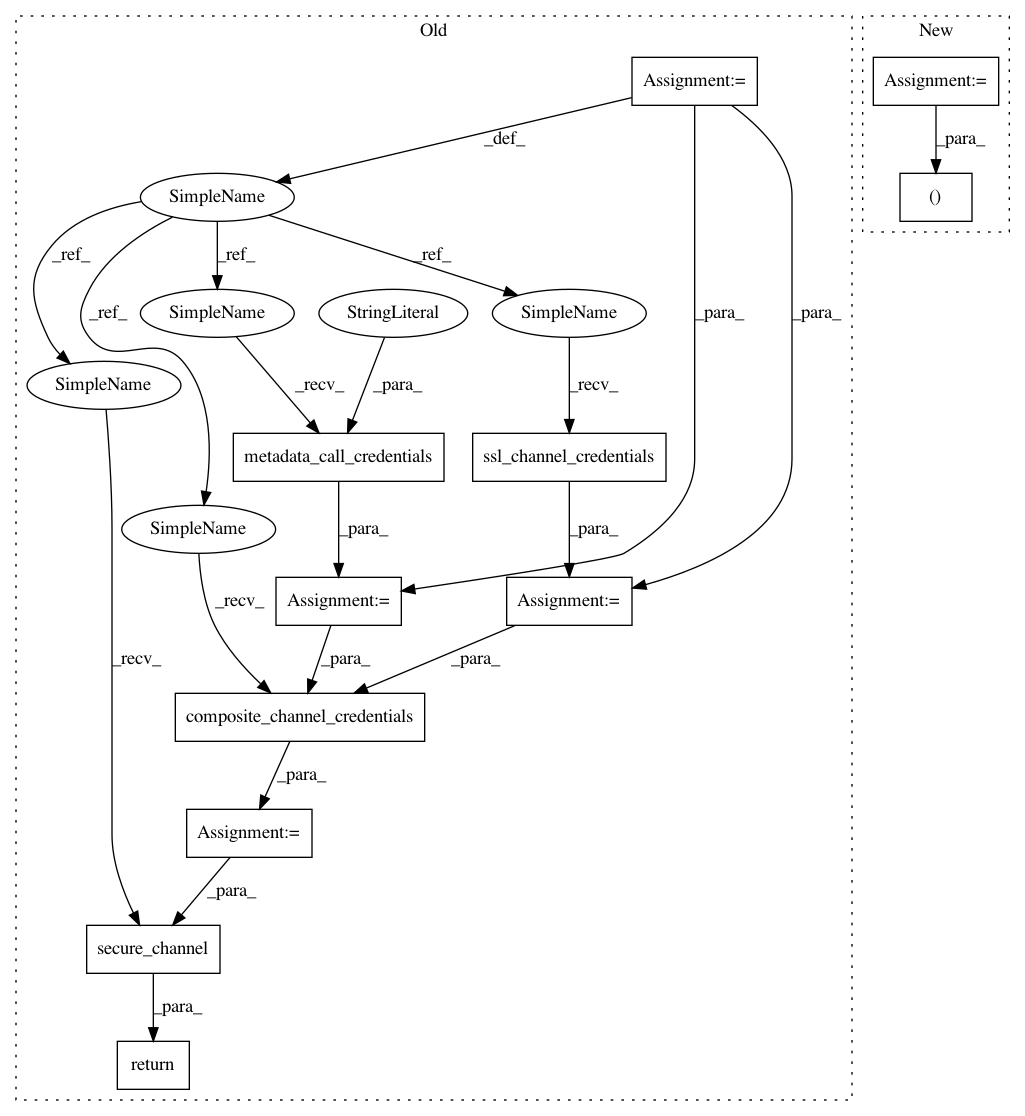 Old
New
Assignment:=
Assignment:=
_def_
_para_
SimpleName
()
_ref_
_ref_
_ref_
_ref_
SimpleName
StringLiteral
SimpleName
_para_
_para_
SimpleName
_recv_
_para_
_recv_
metadata_call_credentials
ssl_channel_credentials
SimpleName
_para_
_para_
Assignment:=
Assignment:=
_recv_
_recv_
_para_
_para_
composite_channel_credentials
_para_
Assignment:=
_para_
secure_channel
_para_
return